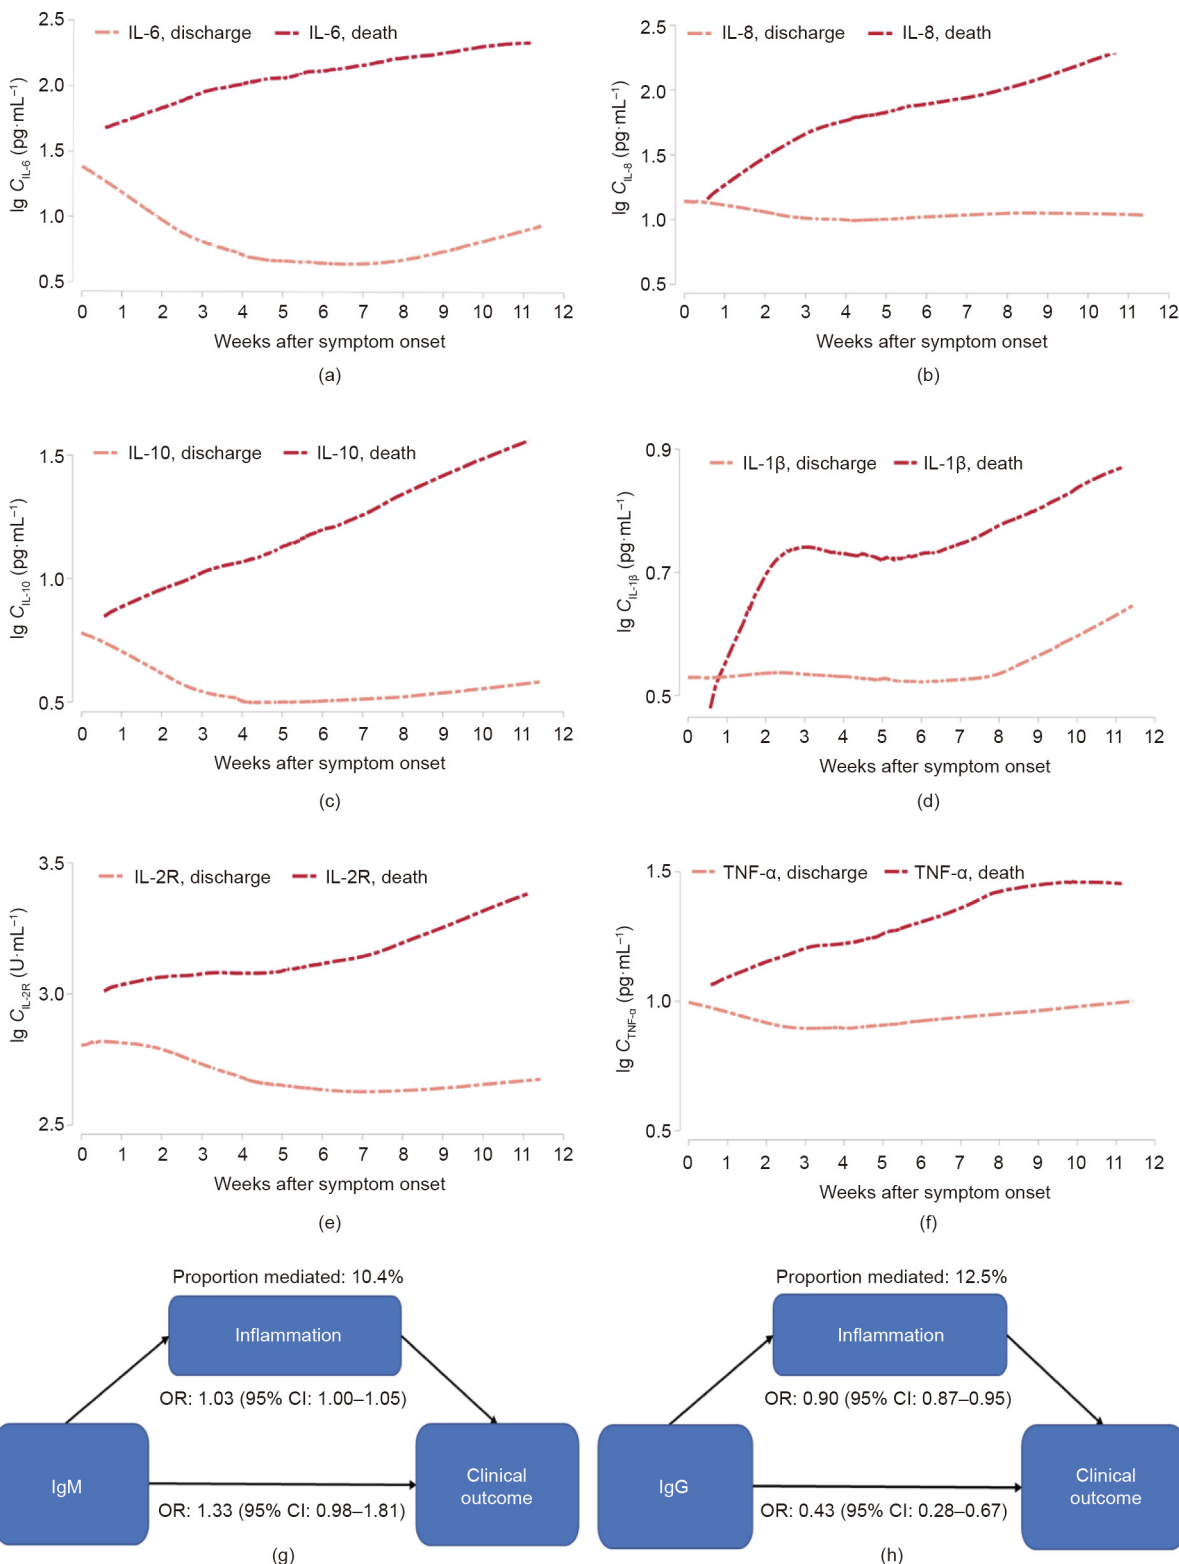 2.5
IL-6, discharge
IL-6, death
2.0
1.5
1.0
0.5
lg C_IL-6 (pg·mL⁻¹)
0 1 2 3 4 5 6 7 8 9 10 11 12
Weeks after symptom onset
(a)
2.5
IL-8, discharge
IL-8, death
2.0
1.5
1.0
0.5
lg C_IL-8 (pg·mL⁻¹)
0 1 2 3 4 5 6 7 8 9 10 11 12
Weeks after symptom onset
(b)
1.5
IL-10, discharge
IL-10, death
1.0
0.5
lg C_IL-10 (pg·mL⁻¹)
0 1 2 3 4 5 6 7 8 9 10 11 12
Weeks after symptom onset
(c)
0.9
IL-1β, discharge
IL-1β, death
0.7
0.5
lg C_IL-1β (pg·mL⁻¹)
0 1 2 3 4 5 6 7 8 9 10 11 12
Weeks after symptom onset
(d)
3.5
IL-2R, discharge
IL-2R, death
3.0
2.5
lg C_IL-2R (U·mL⁻¹)
0 1 2 3 4 5 6 7 8 9 10 11 12
Weeks after symptom onset
(e)
1.5
TNF-α, discharge
TNF-α, death
1.0
0.5
lg C_TNF-α (pg·mL⁻¹)
0 1 2 3 4 5 6 7 8 9 10 11 12
Weeks after symptom onset
(f)
Proportion mediated: 10.4%
Inflammation
OR: 1.03 (95% CI: 1.00–1.05)
IgM
Clinical
outcome
OR: 1.33 (95% CI: 0.98–1.81)
(g)
Proportion mediated: 12.5%
Inflammation
OR: 0.90 (95% CI: 0.87–0.95)
IgG
Clinical
outcome
OR: 0.43 (95% CI: 0.28–0.67)
(h)